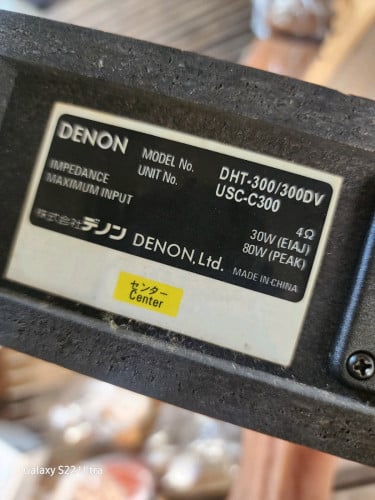 DENON
MODEL No. DHT-300/300DV
UNIT No. USC-C300
IMPEDANCE 4Ω
MAXIMUM INPUT 30W (EIAJ)
80W (PEAK)
株式会社デノン DENON, Ltd. MADE IN CHINA
センター
Center
Galaxy S22 Ultra